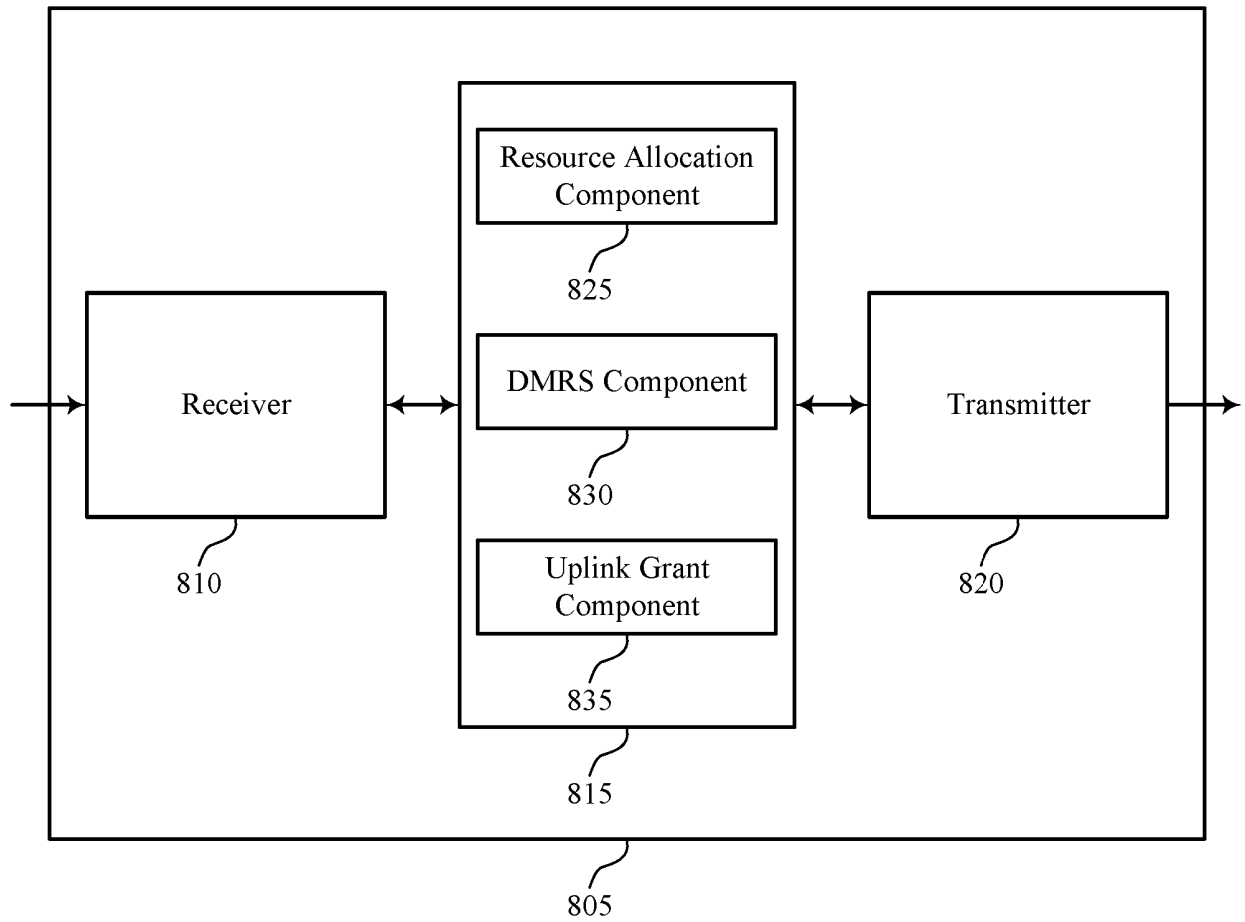 Resource Allocation
Component
825
Receiver
DMRS Component
Transmitter
830
Uplink Grant
Component
810
820
835
815
805